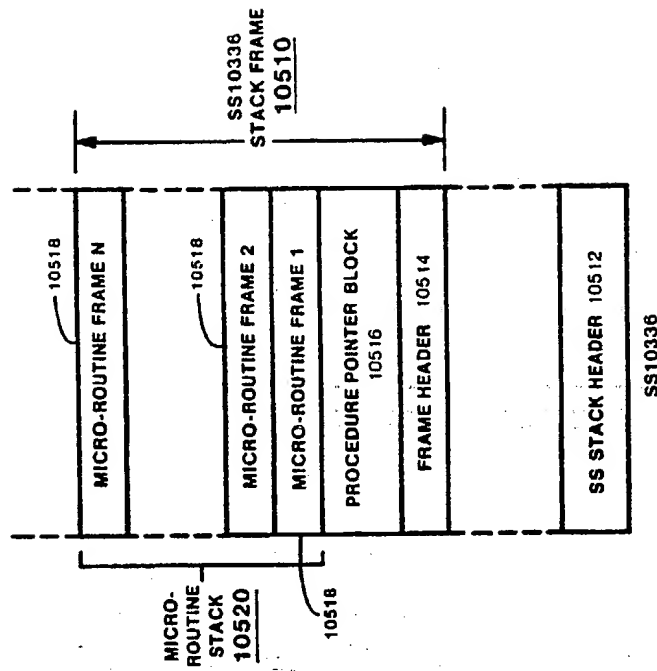 SS10336
STACK FRAME
10510
10518
MICRO-ROUTINE FRAME N
10518
MICRO-ROUTINE FRAME 2
MICRO-ROUTINE FRAME 1
PROCEDURE POINTER BLOCK
10516
FRAME HEADER 10514
SS STACK HEADER 10512
SS10336
MICRO-
ROUTINE
STACK
10520
10518